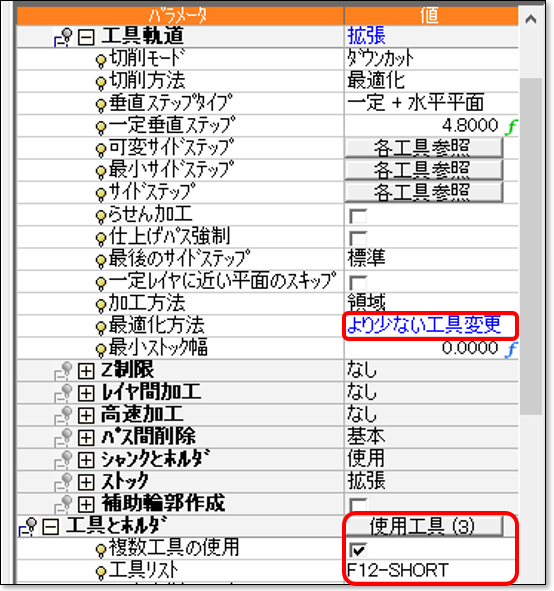 ﾊﾟﾗﾒｰﾀ 値
工具軌道 拡張
切削ﾓｰﾄﾞ ﾀﾞｳﾝｶｯﾄ
切削方法 最適化
垂直ｽﾃｯﾌﾟﾀｲﾌﾟ 一定 + 水平平面
一定垂直ｽﾃｯﾌﾟ 4.8000 f
可変ｻｲﾄﾞｽﾃｯﾌﾟ 各工具参照
最小ｻｲﾄﾞｽﾃｯﾌﾟ 各工具参照
ｻｲﾄﾞｽﾃｯﾌﾟ 各工具参照
らせん加工
仕上げﾊﾟｽ強制
最後のｻｲﾄﾞｽﾃｯﾌﾟ 標準
一定ﾚｲﾔに近い平面のｽｷｯﾌﾟ
加工方法 領域
最適化方法 より少ない工具変更
最小ｽﾄｯｸ幅 0.0000 f
Z制限 なし
ﾚｲﾔ間加工 なし
高速加工 なし
ﾊﾟｽ間削除 基本
ｼｬﾝｸとﾎﾙﾀﾞ 使用
ｽﾄｯｸ 拡張
補助輪郭作成
工具とﾎﾙﾀﾞ 使用工具 (3)
複数工具の使用
工具ﾘｽﾄ F12-SHORT